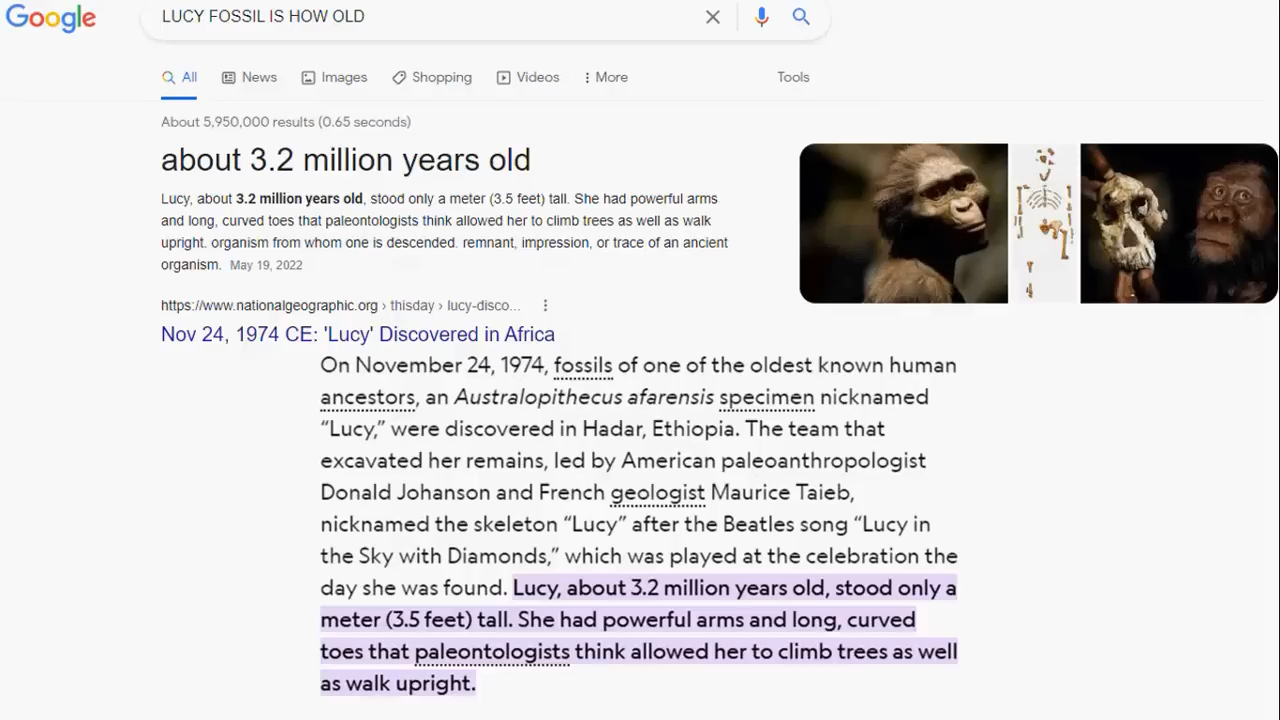 Google
LUCY FOSSIL IS HOW OLD
All News Images Shopping Videos More Tools
About 5,950,000 results (0.65 seconds)
about 3.2 million years old
Lucy, about 3.2 million years old, stood only a meter (3.5 feet) tall. She had powerful arms
and long, curved toes that paleontologists think allowed her to climb trees as well as walk
upright. organism from whom one is descended. remnant, impression, or trace of an ancient
organism. May 19, 2022
https://www.nationalgeographic.org › thisday › lucy-disco...
Nov 24, 1974 CE: 'Lucy' Discovered in Africa
On November 24, 1974, fossils of one of the oldest known human
ancestors, an Australopithecus afarensis specimen nicknamed
“Lucy,” were discovered in Hadar, Ethiopia. The team that
excavated her remains, led by American paleoanthropologist
Donald Johanson and French geologist Maurice Taieb,
nicknamed the skeleton “Lucy” after the Beatles song “Lucy in
the Sky with Diamonds,” which was played at the celebration the
day she was found. Lucy, about 3.2 million years old, stood only a
meter (3.5 feet) tall. She had powerful arms and long, curved
toes that paleontologists think allowed her to climb trees as well
as walk upright.